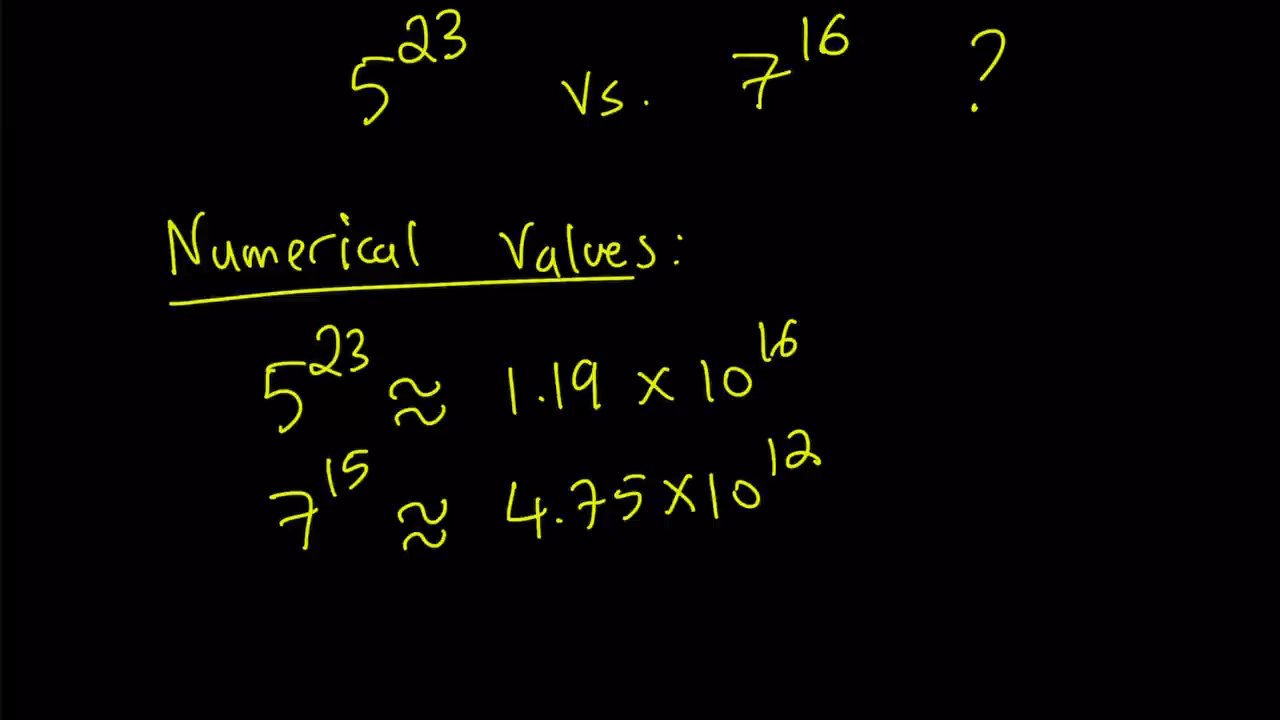 5^23 vs. 7^16 ?
Numerical Values:
5^23 ≈ 1.19 × 10^16
7^15 ≈ 4.75 × 10^12